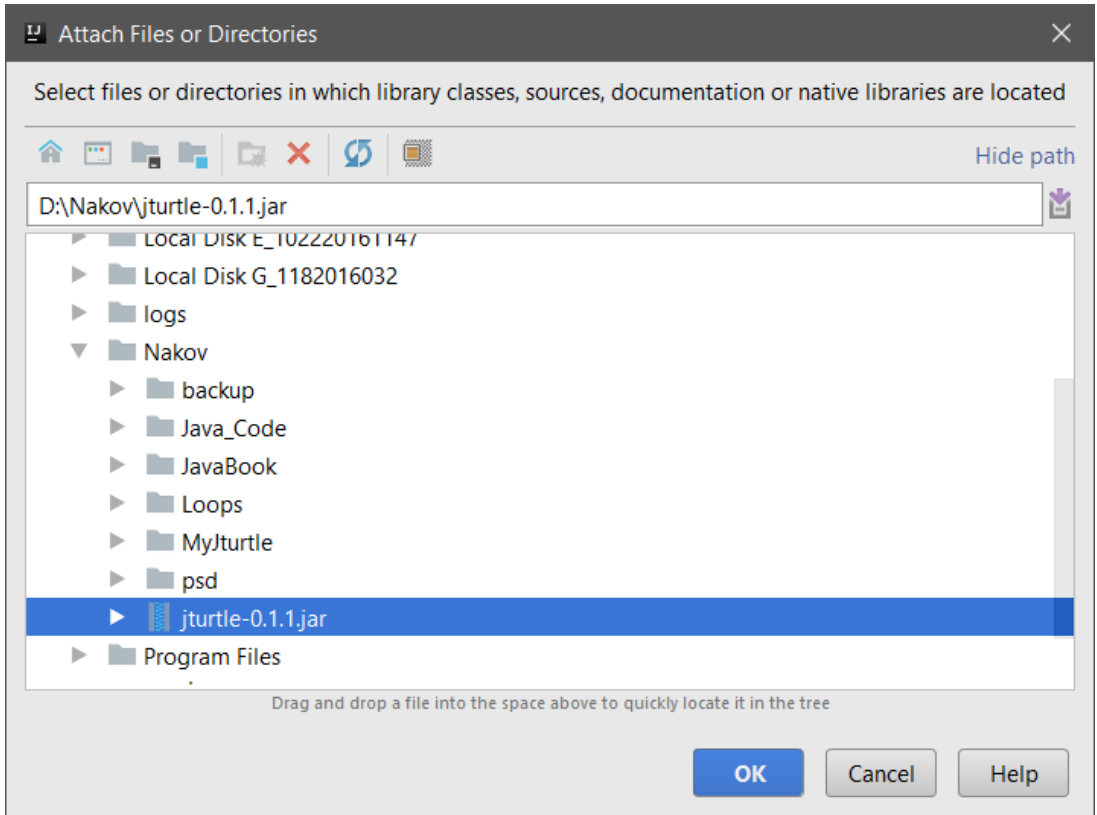 Attach Files or Directories
Select files or directories in which library classes, sources, documentation or native libraries are located
Hide path
D:\Nakov\jturtle-0.1.1.jar
Local Disk E_102220161147
Local Disk G_1182016032
logs
Nakov
backup
Java_Code
JavaBook
Loops
MyJturtle
psd
jturtle-0.1.1.jar
Program Files
Drag and drop a file into the space above to quickly locate it in the tree
OK Cancel Help